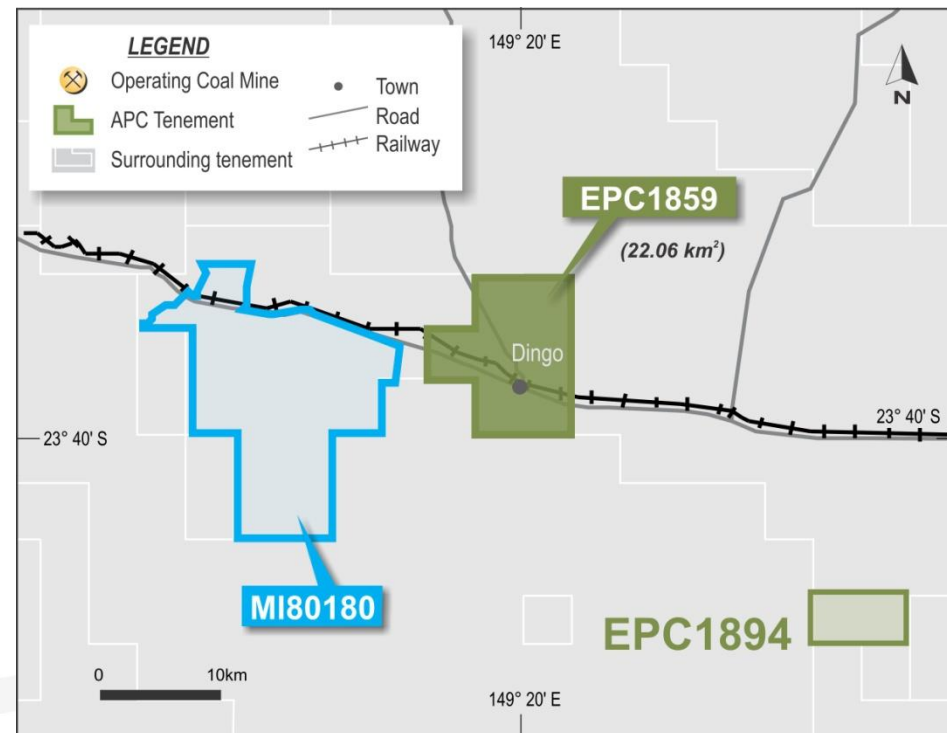 LEGEND
Operating Coal Mine
APC Tenement
Surrounding tenement
Town
Road
Railway
149° 20' E
N
EPC1859
(22.06 km²)
Dingo
23° 40' S
23° 40' S
MI80180
EPC1894
0 10km
149° 20' E